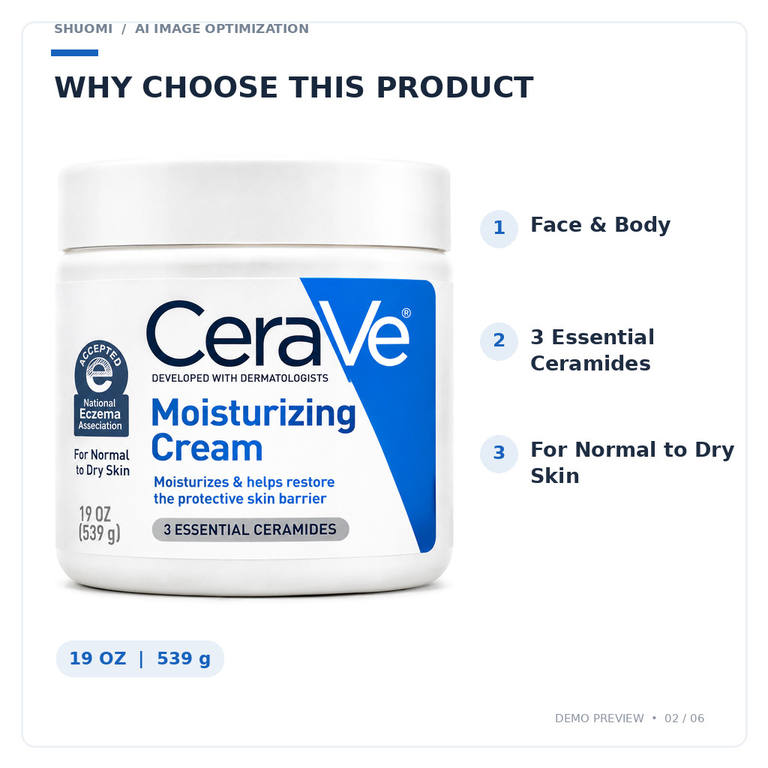 SHUOMI / AI IMAGE OPTIMIZATION
WHY CHOOSE THIS PRODUCT
CeraVe®
DEVELOPED WITH DERMATOLOGISTS
ACCEPTED
e
National
Eczema
Asseciation
Moisturizing
Cream
For Normal
to Dry Skin
Moisturizes & helps restore
the protective skin barrier
19 OZ
(539 g)
3 ESSENTIAL CERAMIDES
1 Face & Body
2 3 Essential
Ceramides
3 For Normal to Dry
Skin
19 OZ | 539 g
DEMO PREVIEW • 02 / 06